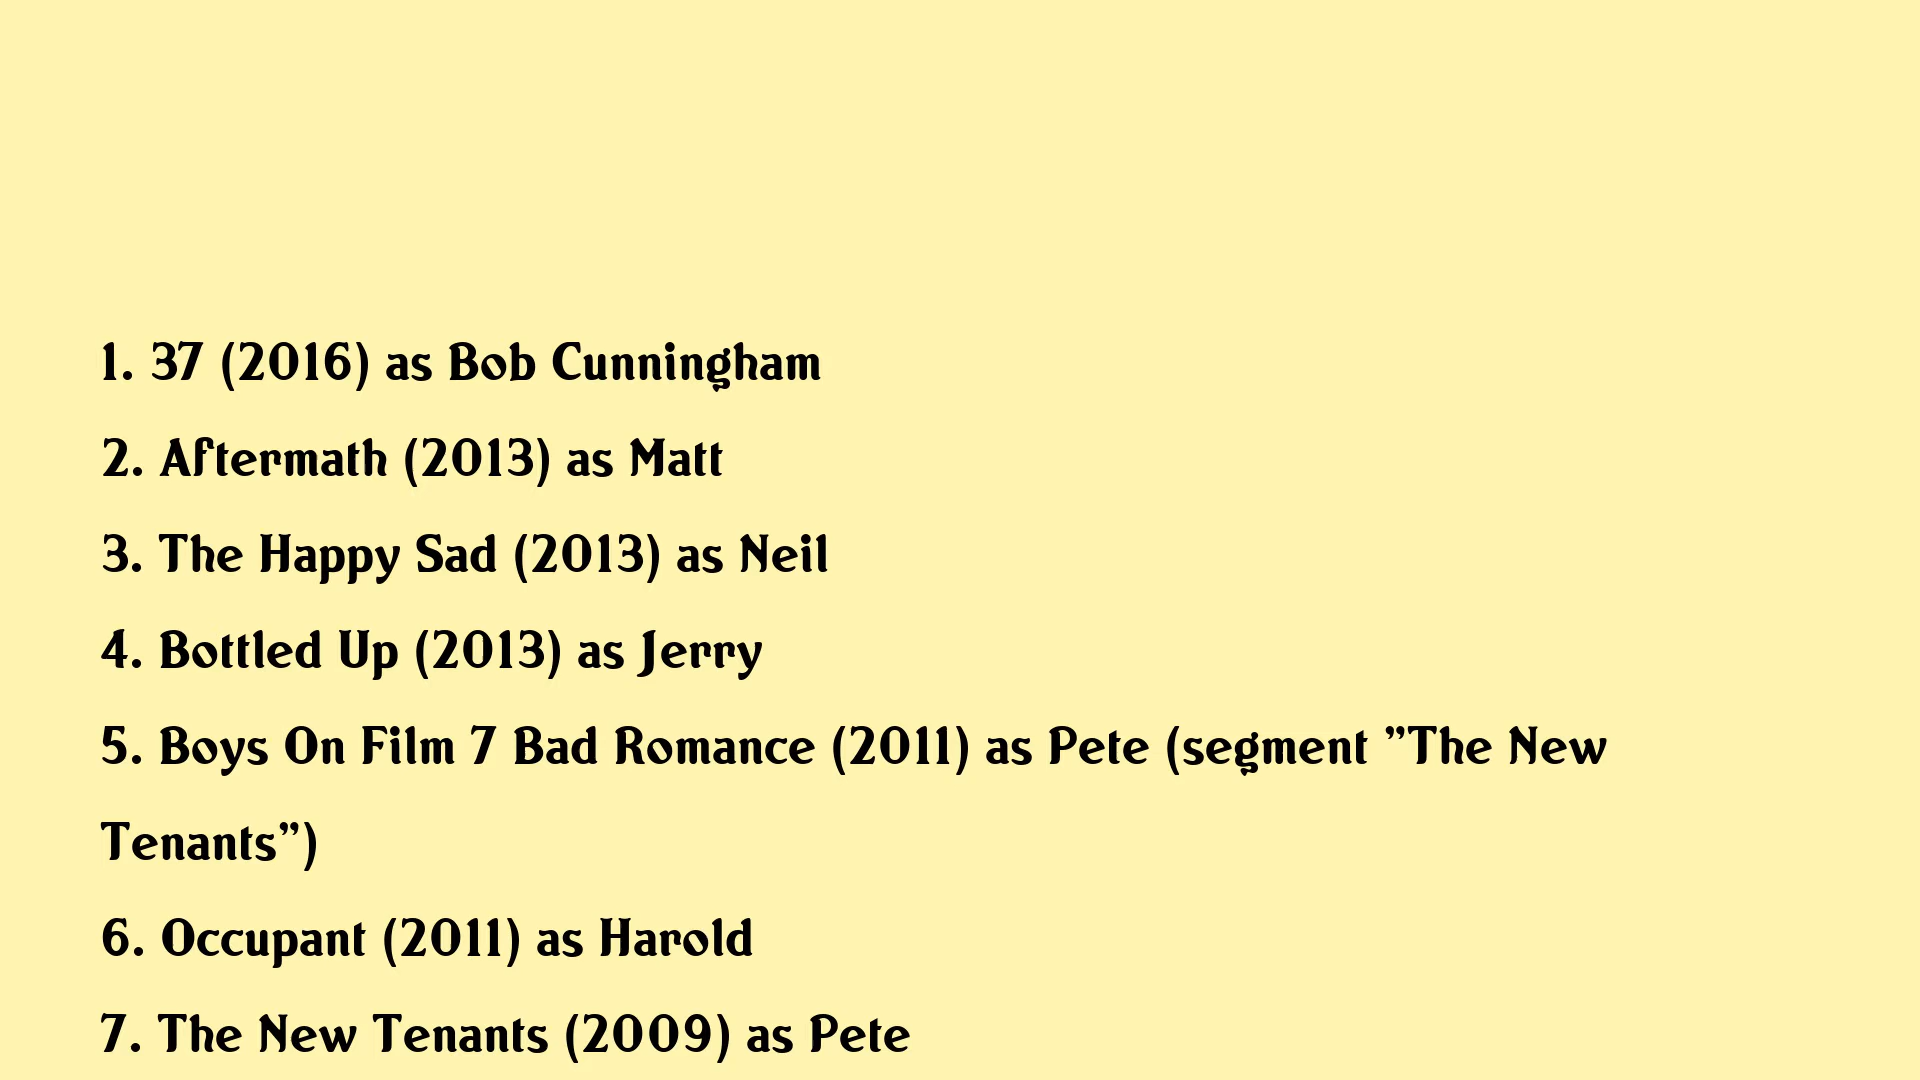 1. 37 (2016) as Bob Cunningham
2. Aftermath (2013) as Matt
3. The Happy Sad (2013) as Neil
4. Bottled Up (2013) as Jerry
5. Boys On Film 7 Bad Romance (2011) as Pete (segment ”The New
Tenants”)
6. Occupant (2011) as Harold
7. The New Tenants (2009) as Pete